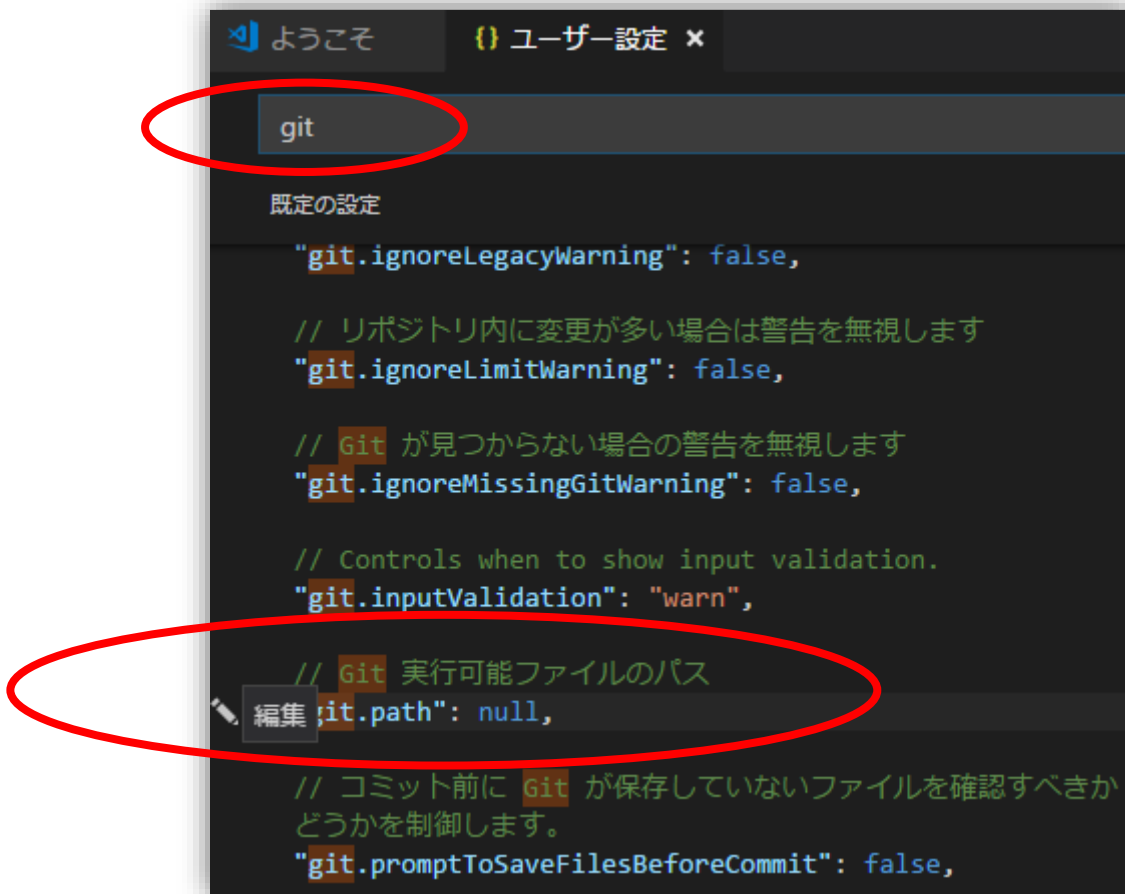 ようこそ
{} ユーザー設定 ×
git
既定の設定
"git.ignoreLegacyWarning": false,
// リポジトリ内に変更が多い場合は警告を無視します
"git.ignoreLimitWarning": false,
// Git が見つからない場合の警告を無視します
"git.ignoreMissingGitWarning": false,
// Controls when to show input validation.
"git.inputValidation": "warn",
// Git 実行可能ファイルのパス
編集 git.path": null,
// コミット前に Git が保存していないファイルを確認すべきか
どうかを制御します。
"git.promptToSaveFilesBeforeCommit": false,